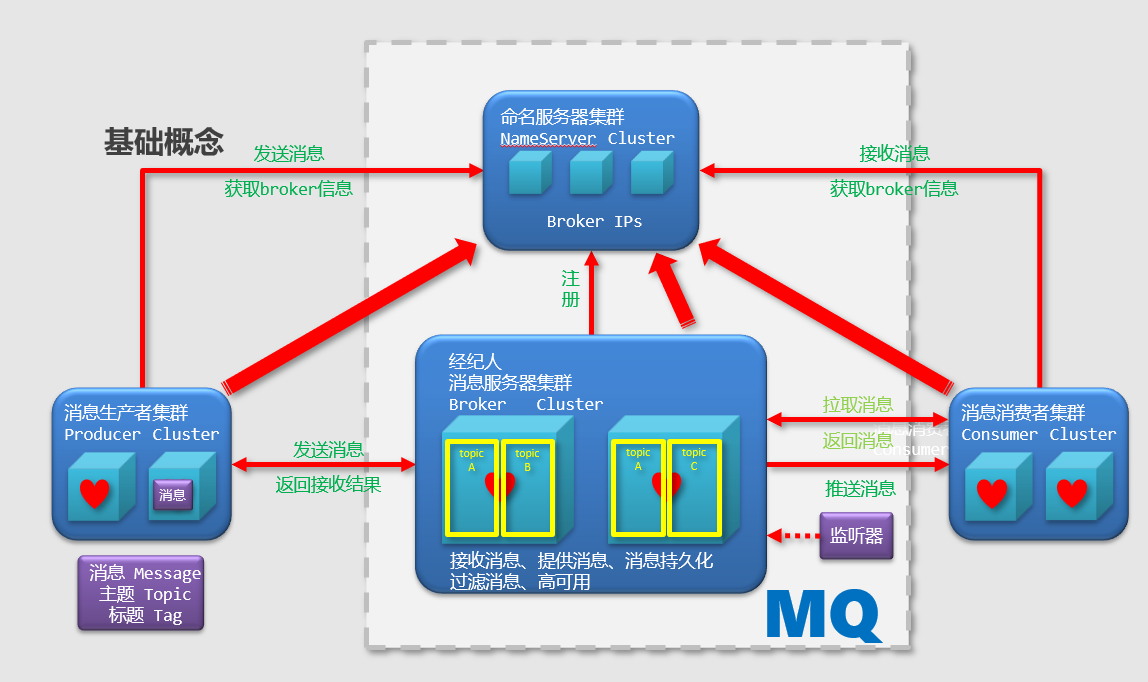 基础概念
命名服务器集群
NameServer Cluster
Broker IPs
发送消息
获取broker信息
接收消息
获取broker信息
注
册
经纪人
消息服务器集群
Broker Cluster
topic
A
topic
B
topic
A
topic
C
接收消息、提供消息、消息持久化
过滤消息、高可用
消息生产者集群
Producer Cluster
消息
消息 Message
主题 Topic
标签 Tag
发送消息
返回接收结果
拉取消息
返回消息
推送消息
监听器
消息消费者集群
Consumer Cluster
Consumer
MQ